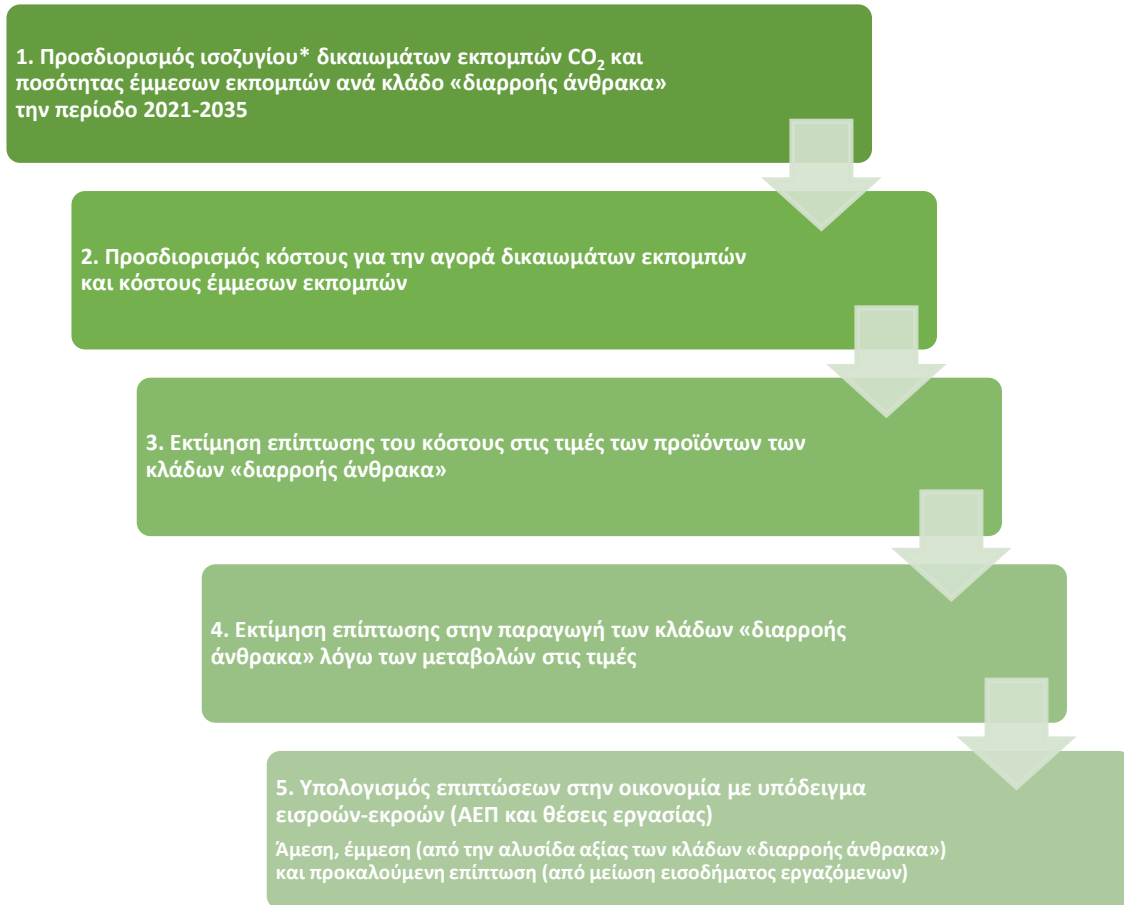 1. Προσδιορισμός ισοζυγίου* δικαιωμάτων εκπομπών CO₂ και
ποσότητας έμμεσων εκπομπών ανά κλάδο «διαρροής άνθρακα»
την περίοδο 2021-2035
2. Προσδιορισμός κόστους για την αγορά δικαιωμάτων εκπομπών
και κόστους έμμεσων εκπομπών
3. Εκτίμηση επίπτωσης του κόστους στις τιμές των προϊόντων των
κλάδων «διαρροής άνθρακα»
4. Εκτίμηση επίπτωσης στην παραγωγή των κλάδων «διαρροής
άνθρακα» λόγω των μεταβολών στις τιμές
5. Υπολογισμός επιπτώσεων στην οικονομία με υπόδειγμα
εισροών-εκροών (ΑΕΠ και θέσεις εργασίας)
Άμεση, έμμεση (από την αλυσίδα αξίας των κλάδων «διαρροής άνθρακα»)
και προκαλούμενη επίπτωση (από μείωση εισοδήματος εργαζόμενων)